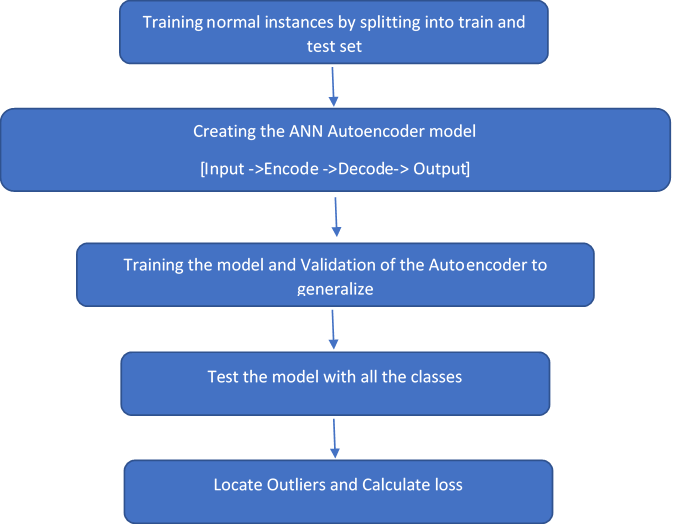 Training normal instances by splitting into train and
test set
Creating the ANN Autoencoder model
[Input ->Encode ->Decode-> Output]
Training the model and Validation of the Autoencoder to
generalize
Test the model with all the classes
Locate Outliers and Calculate loss